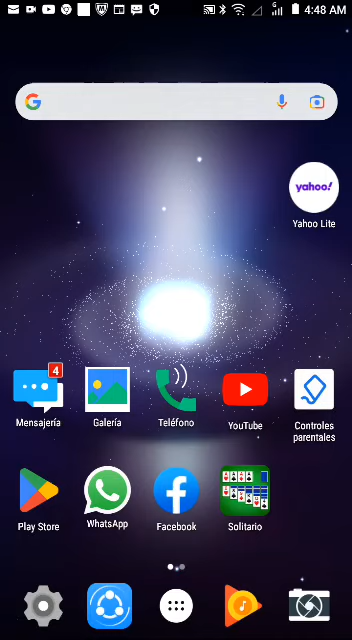 G 4:48 AM
yahoo!
Yahoo Lite
4
Mensajería
Galería
Teléfono
YouTube
Controles
parentales
Play Store
WhatsApp
Facebook
Solitario